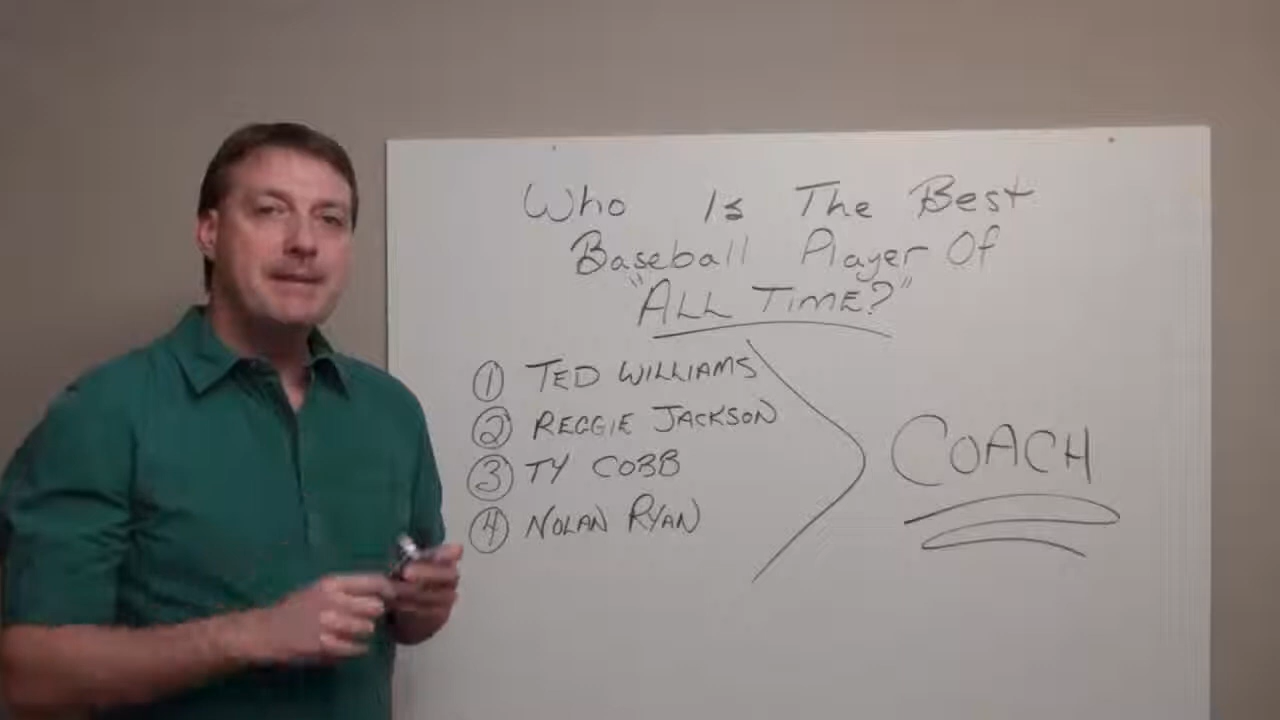 Who Is The Best
Baseball Player Of
"ALL TIME?"
① TED WILLIAMS
② REGGIE JACKSON
③ TY COBB
④ NOLAN RYAN
COACH